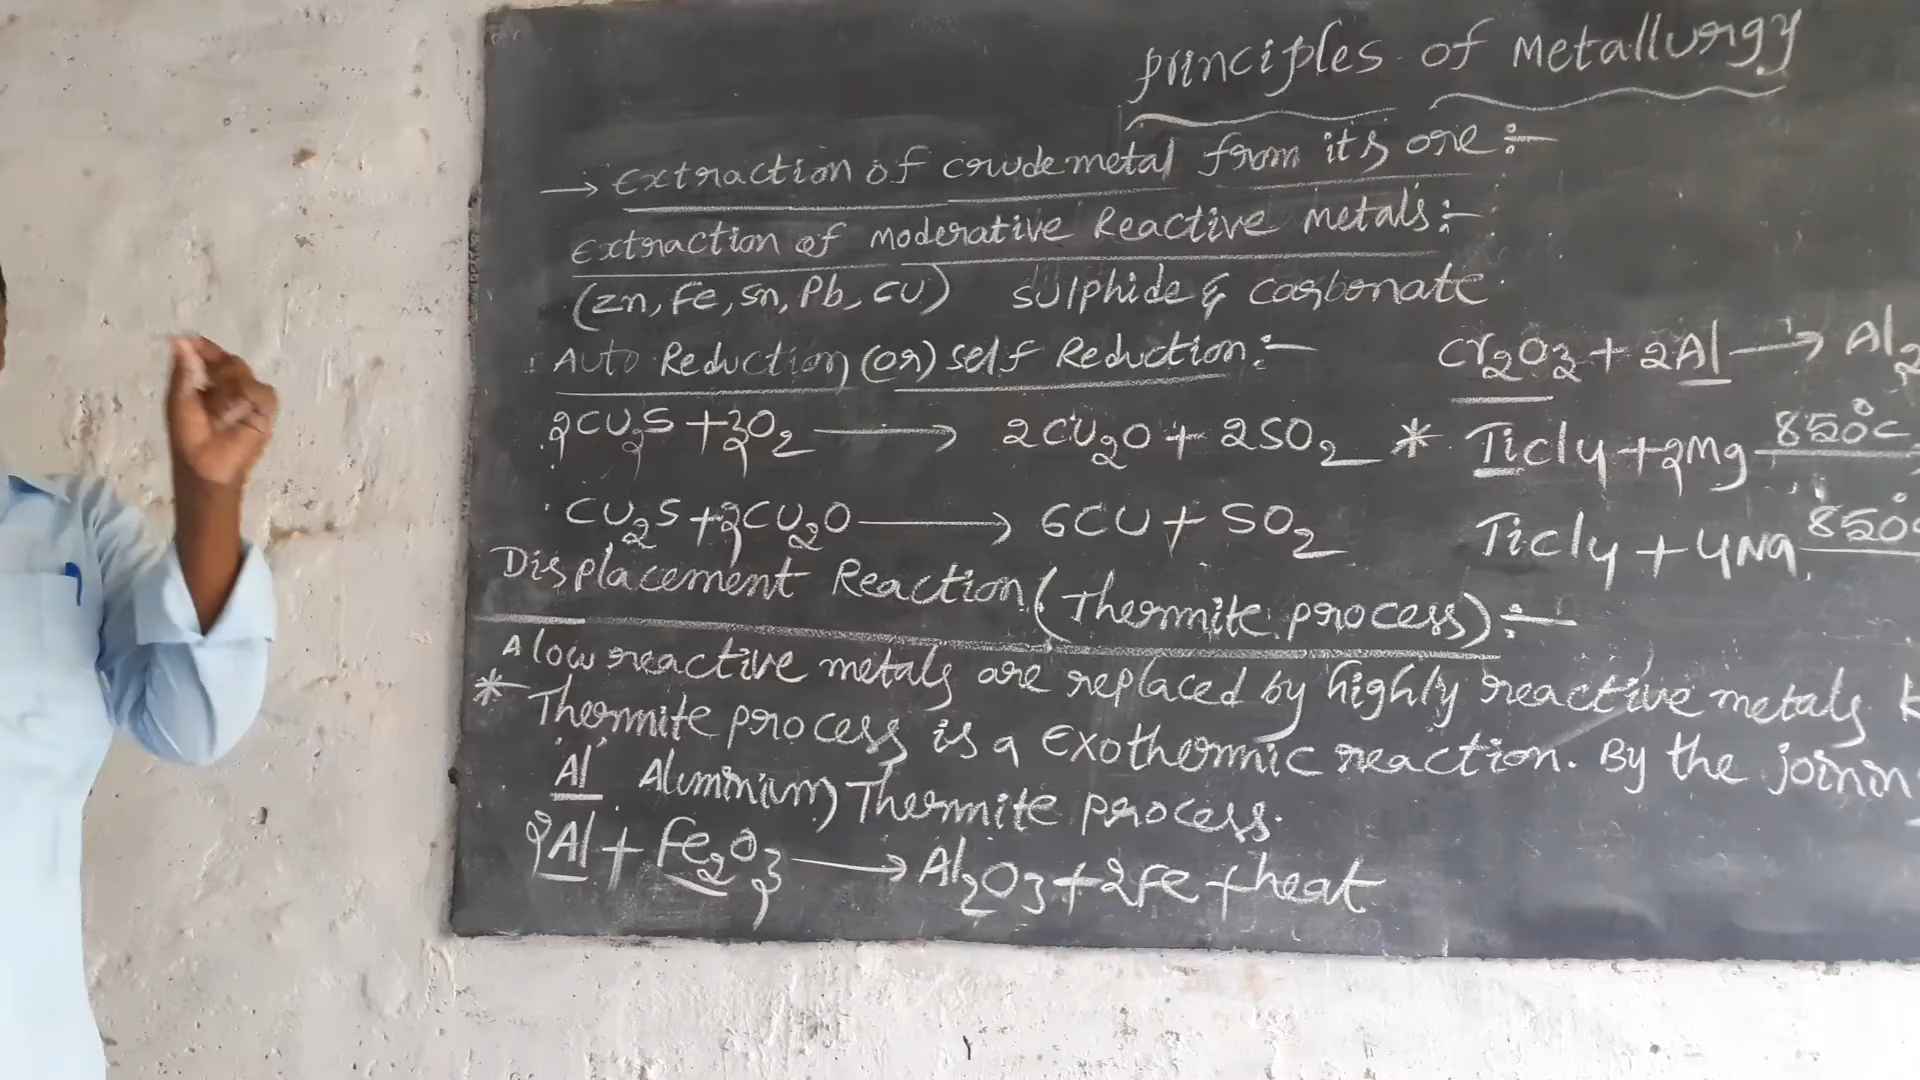 principles of Metallurgy
→ Extraction of crude metal from its ore :-
Extraction of Moderative Reactive metals :-
(Zn, Fe, Sn, Pb, Cu) Sulphide & carbonate.
Auto Reduction (or) self Reduction :-
2Cu₂S + 3O₂ → 2Cu₂O + 2SO₂
Cu₂S + 2Cu₂O → 6Cu + SO₂
Cr₂O₃ + 2Al → Al₂
* Ticl4 + 2Mg 850°C
Ticl4 + 4Na 850°
Displacement Reaction (Thermite process) :-
A low reactive metals are replaced by highly reactive metals
* Thermite process is a Exothermic reaction. By the joinin
'Al' Aluminium) Thermite process.
2Al + Fe₂O₃ → Al₂O₃ + 2Fe + heat